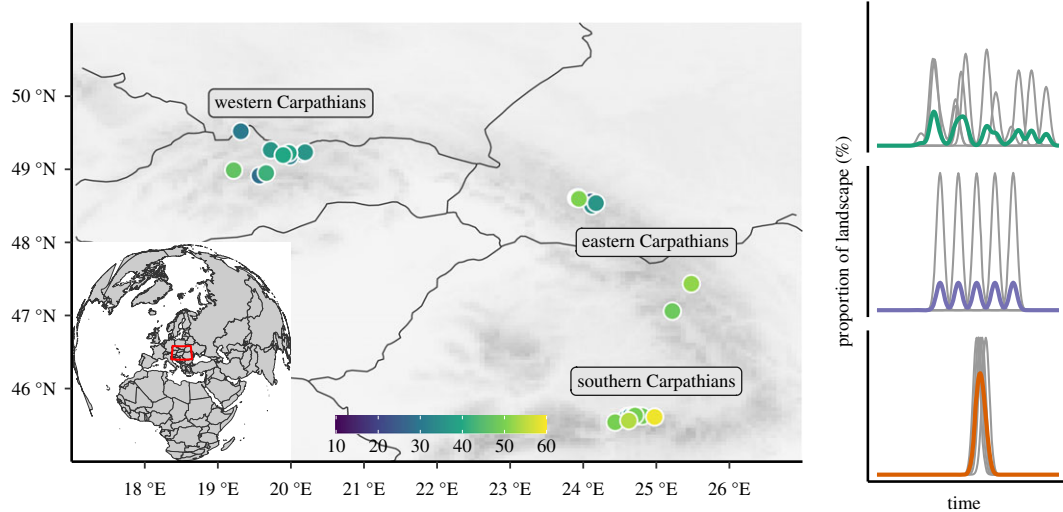 50 °N
49 °N
48 °N
47 °N
46 °N
western Carpathians
eastern Carpathians
southern Carpathians
10 20 30 40 50 60
18 °E 19 °E 20 °E 21 °E 22 °E 23 °E 24 °E 25 °E 26 °E
proportion of landscape (%)
time